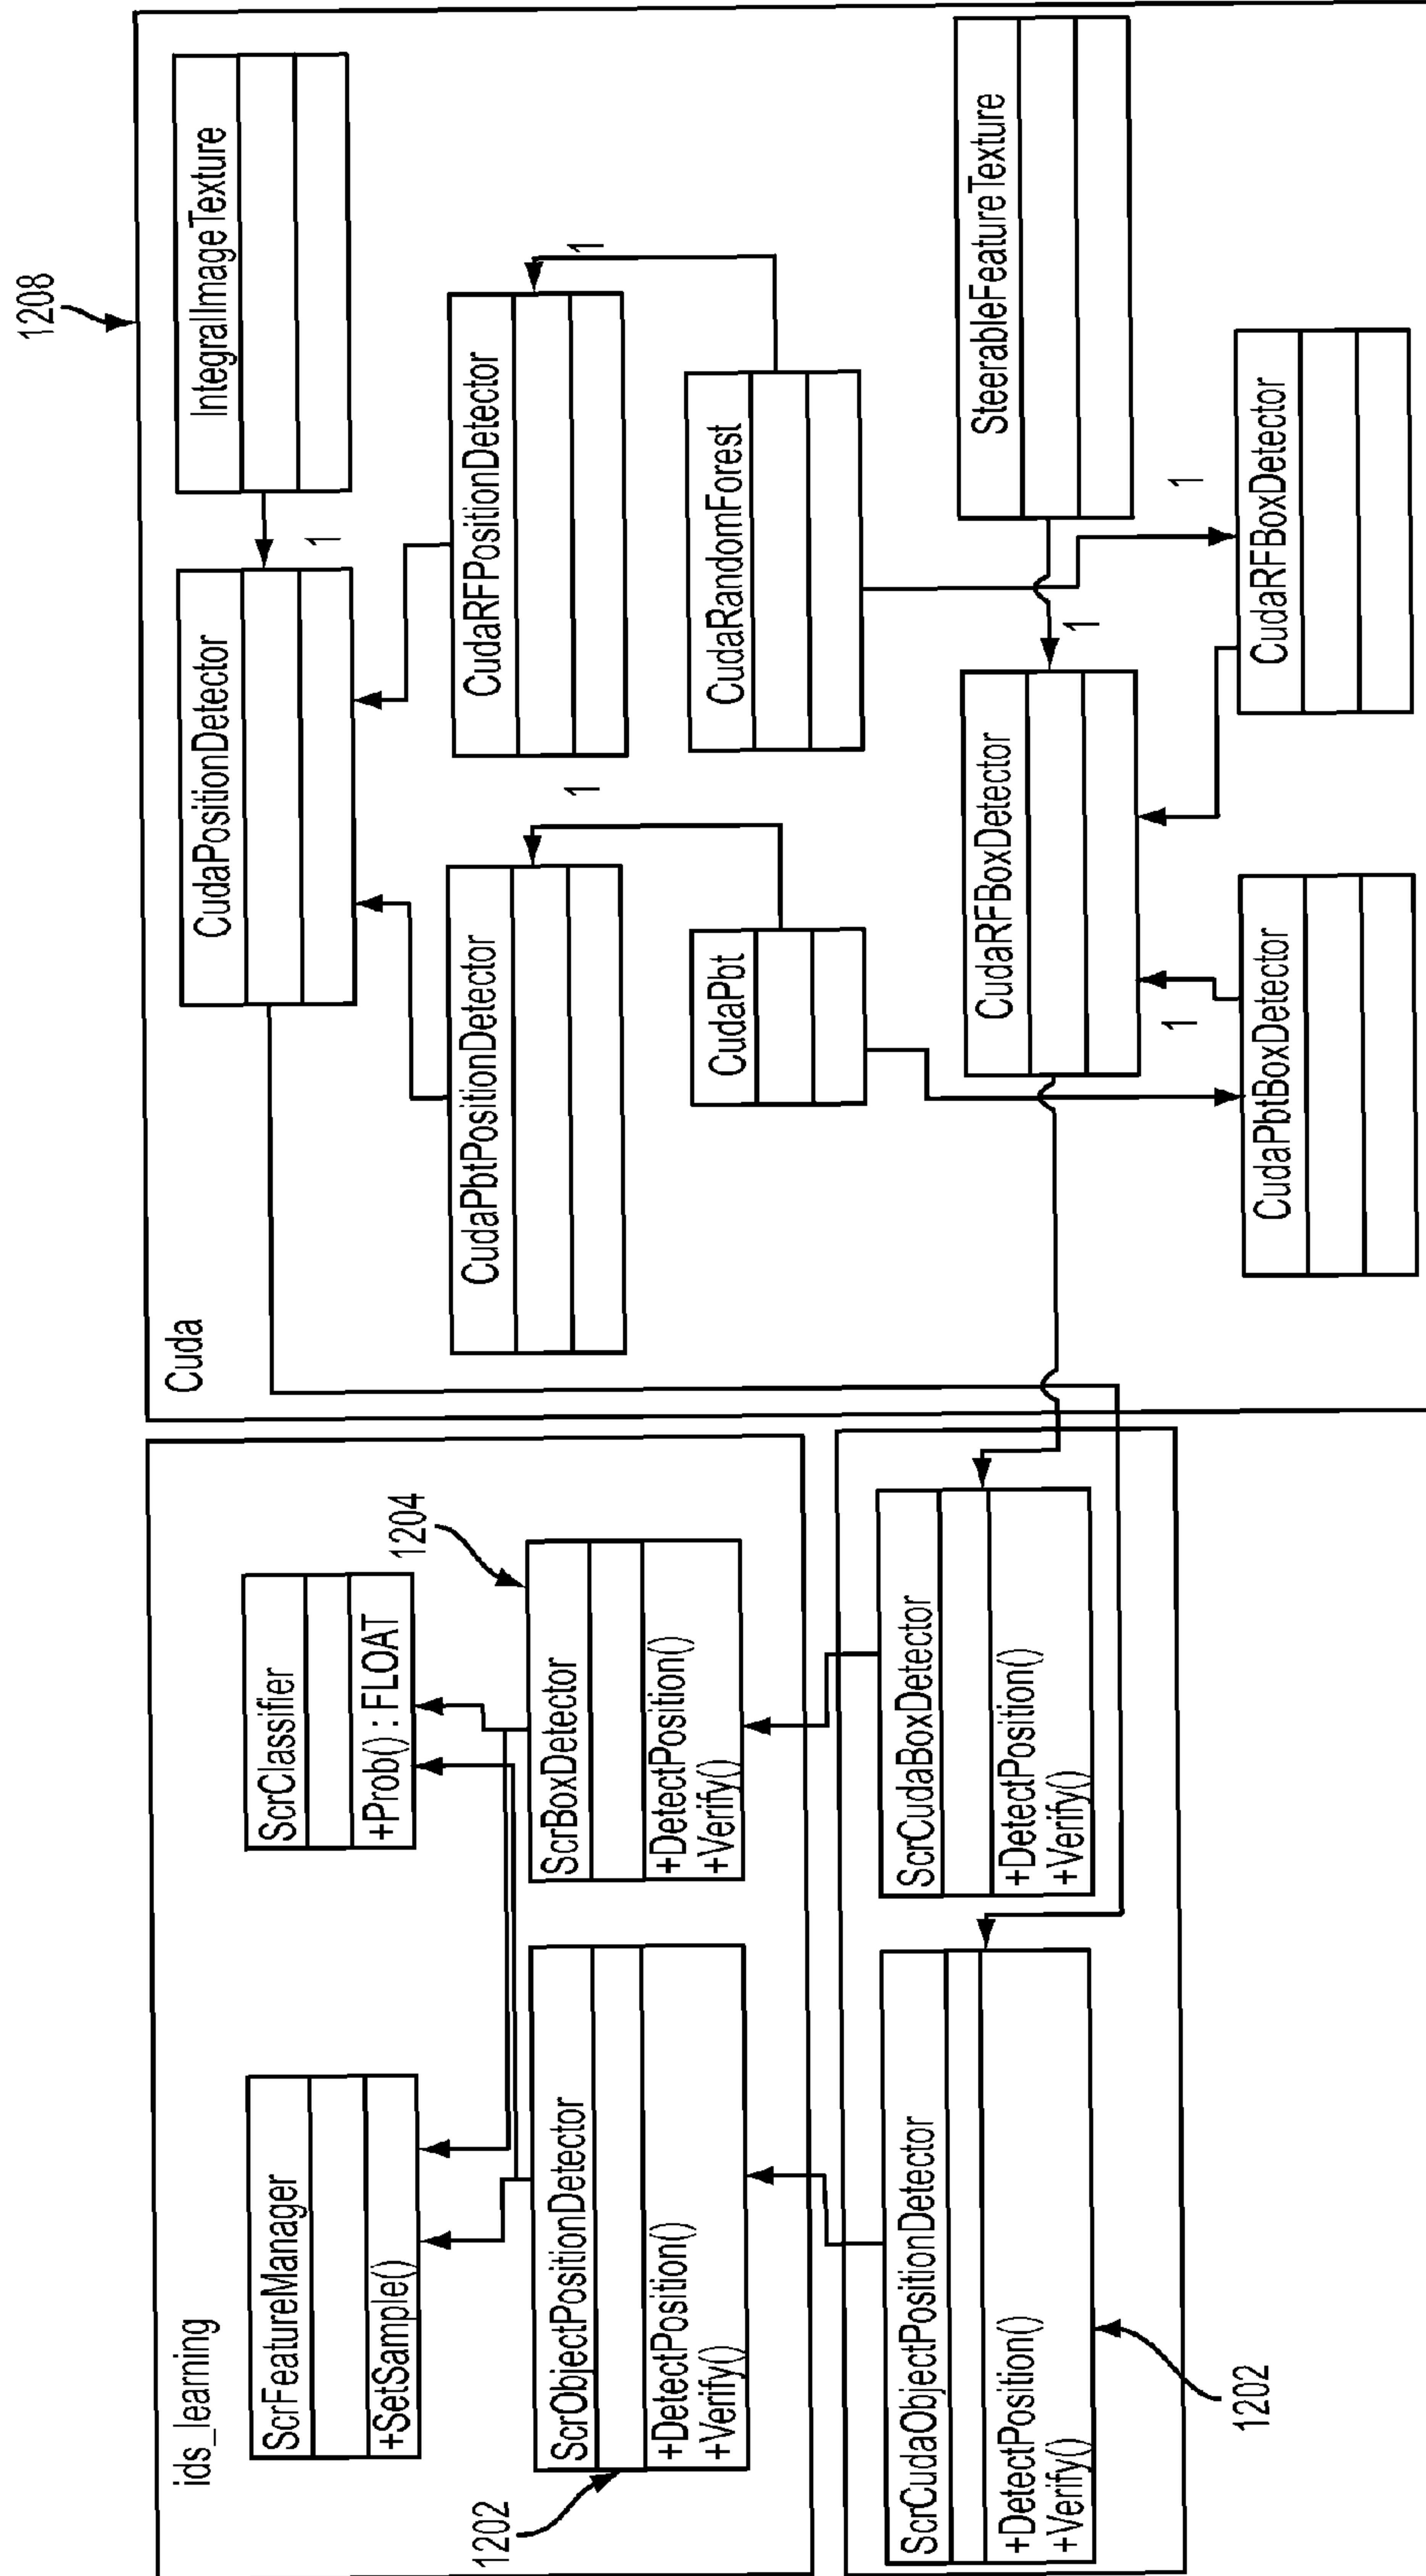 ids_learning
ScrFeatureManager
+SetSample()
ScrClassifier
+Prob() : FLOAT
1204
1202
ScrObjectPositionDetector
+DetectPosition()
+Verify()
ScrBoxDetector
+DetectPosition()
+Verify()
ScrCudaObjectPositionDetector
+DetectPosition()
+Verify()
ScrCudaBoxDetector
+DetectPosition()
+Verify()
1202
1208
Cuda
CudaPositionDetector
1
IntegralImageTexture
CudaPbtPositionDetector
1
CudaRFPositionDetector
1
CudaPbt
CudaRandomForest
CudaRFBoxDetector
1
SteerableFeatureTexture
1
1
CudaPbtBoxDetector
CudaRFBoxDetector